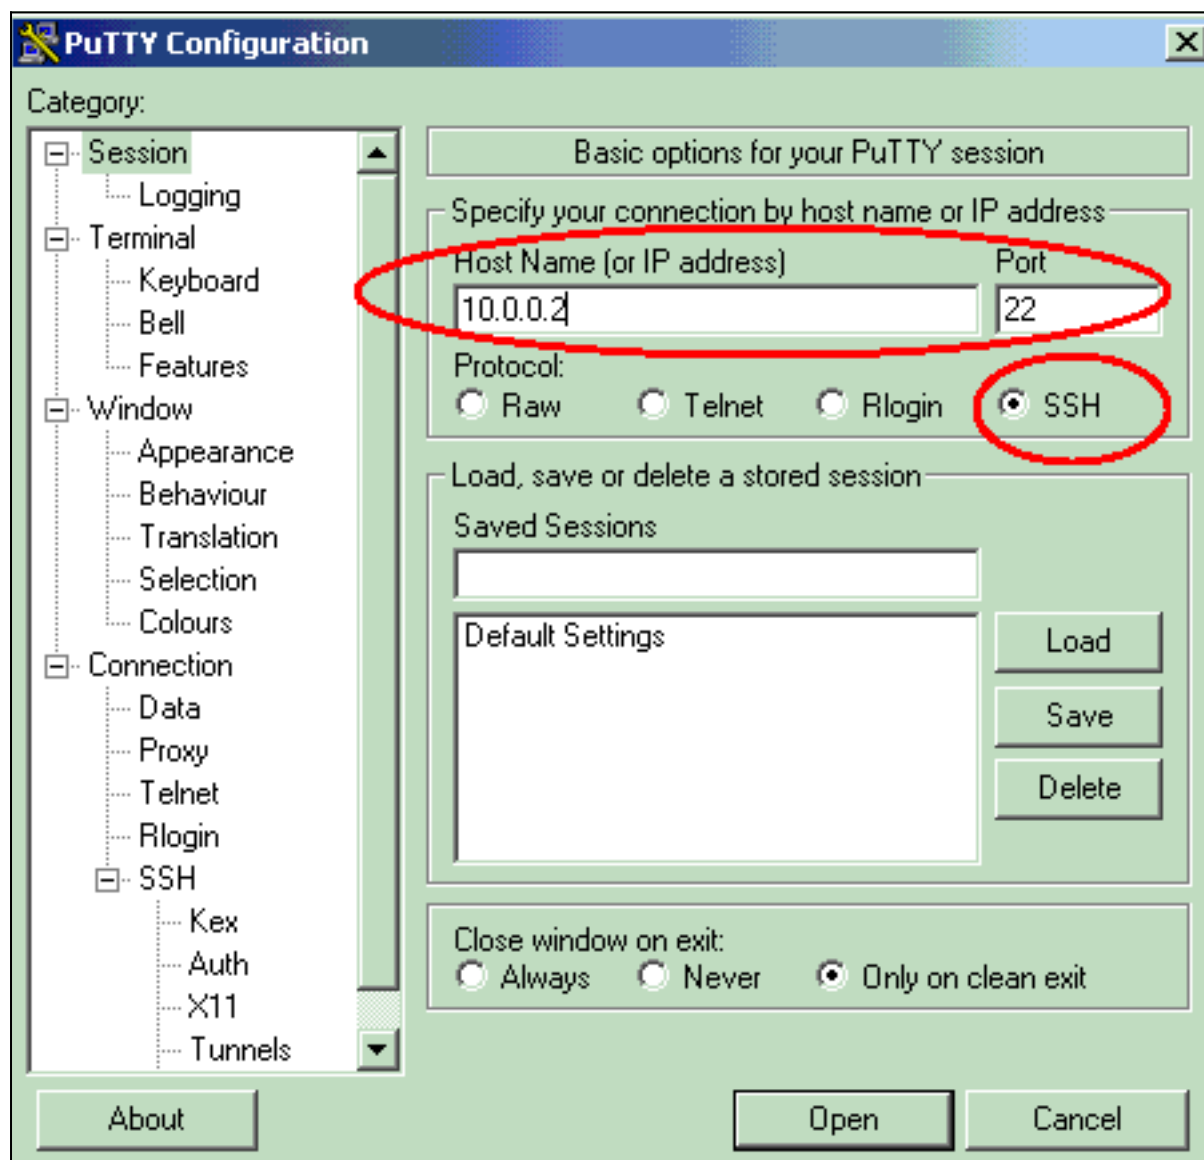 PuTTY Configuration
Category:
Session
Logging
Terminal
Keyboard
Bell
Features
Window
Appearance
Behaviour
Translation
Selection
Colours
Connection
Data
Proxy
Telnet
Rlogin
SSH
Kex
Auth
X11
Tunnels
Basic options for your PuTTY session
Specify your connection by host name or IP address
Host Name (or IP address) Port
10.0.0.2 22
Protocol:
Raw Telnet Rlogin SSH
Load, save or delete a stored session
Saved Sessions
Default Settings
Load
Save
Delete
Close window on exit:
Always Never Only on clean exit
About Open Cancel